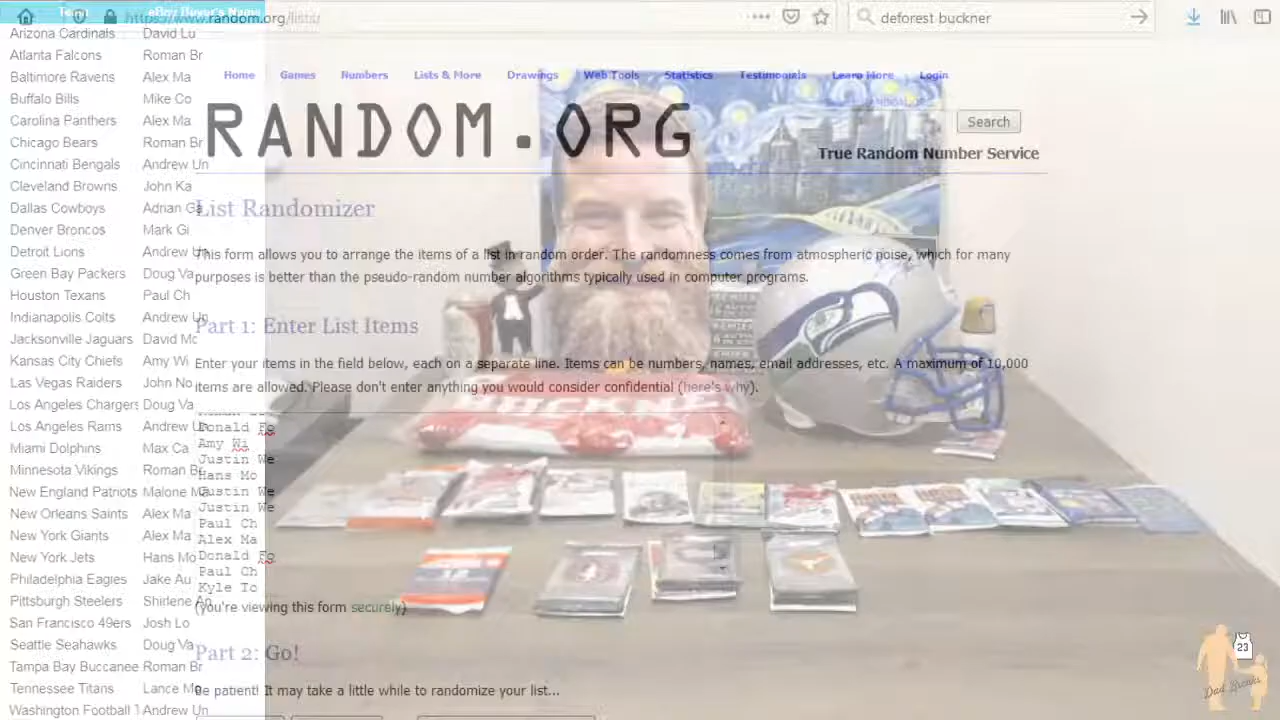 Team eBay Buyer's Name
Arizona Cardinals David Lu
Atlanta Falcons Roman Br
Baltimore Ravens Alex Ma
Buffalo Bills Mike Co
Carolina Panthers Alex Ma
Chicago Bears Roman Br
Cincinnati Bengals Andrew Un
Cleveland Browns John Ka
Dallas Cowboys Adrian Ga
Denver Broncos Mark Gi
Detroit Lions Andrew Un
Green Bay Packers Doug Va
Houston Texans Paul Ch
Indianapolis Colts Andrew Un
Jacksonville Jaguars David Mc
Kansas City Chiefs Amy Wi
Las Vegas Raiders John No
Los Angeles Chargers Doug Va
Los Angeles Rams Andrew Un
Miami Dolphins Max Ca
Minnesota Vikings Roman Br
New England Patriots Malone Ma
New Orleans Saints Alex Ma
New York Giants Alex Ma
New York Jets Hans Mo
Philadelphia Eagles Jake Au
Pittsburgh Steelers Shirlene An
San Francisco 49ers Josh Lo
Seattle Seahawks Doug Va
Tampa Bay Buccanee Roman Br
Tennessee Titans Lance Mo
Washington Football T Andrew Un
https://www.random.org/lists/
deforest buckner
Home Games Numbers Lists & More Drawings Web Tools Statistics Testimonials Learn More Login
RANDOM.ORG
Search
True Random Number Service
List Randomizer
This form allows you to arrange the items of a list in random order. The randomness comes from atmospheric noise, which for many
purposes is better than the pseudo-random number algorithms typically used in computer programs.
Part 1: Enter List Items
Enter your items in the field below, each on a separate line. Items can be numbers, names, email addresses, etc. A maximum of 10,000
items are allowed. Please don't enter anything you would consider confidential (here's why).
Donald Fo
Amy Wi
Justin We
Hans Mo
Justin We
Justin We
Paul Ch
Alex Ma
Donald Fo
Paul Ch
Kyle To
(you're viewing this form securely)
Part 2: Go!
Be patient! It may take a little while to randomize your list...
23
Dad Breaks